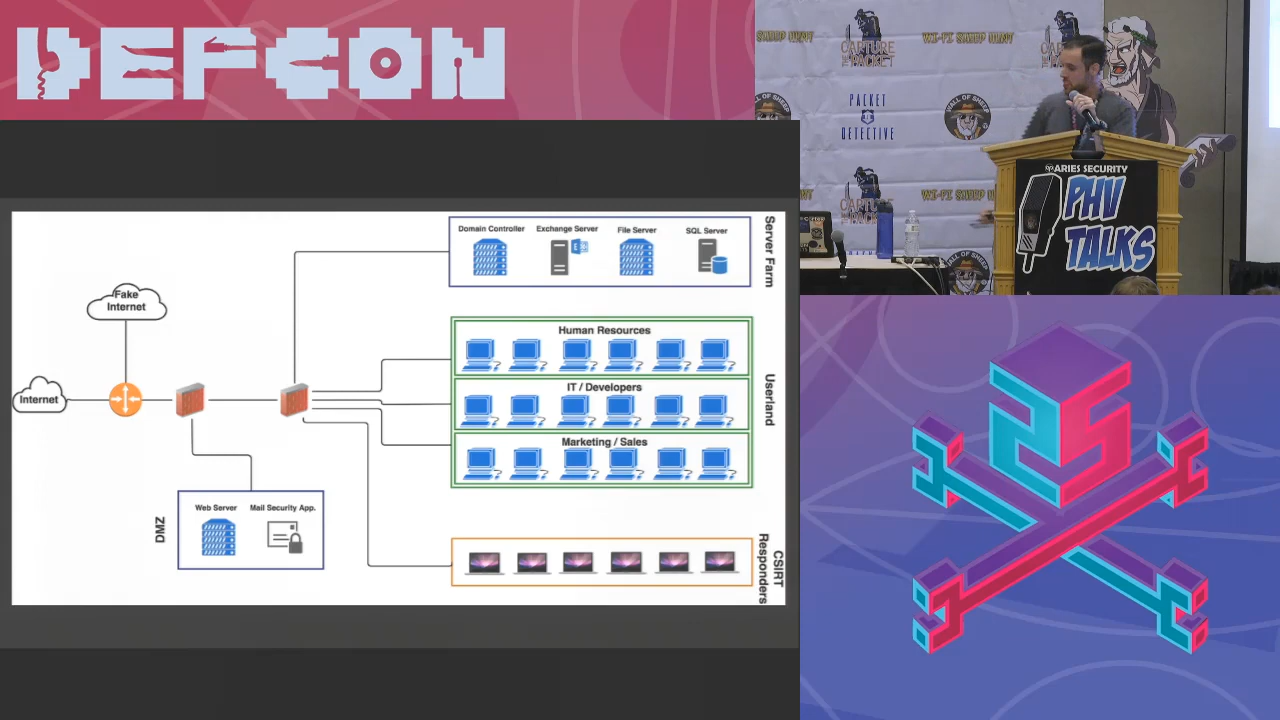 DEFCON
SHEEP HUNT
CAPTURE
THE PACKET
WI-FI SHEEP HUNT
PACKET
DETECTIVE
WALL OF SHEEP
ARIES SECURITY
PHV
TALKS
Domain Controller
Exchange Server
File Server
SQL Server
Server Farm
Fake
Internet
Internet
Human Resources
IT / Developers
Marketing / Sales
Userland
Web Server
Mail Security App.
DMZ
CSIRT
Responders